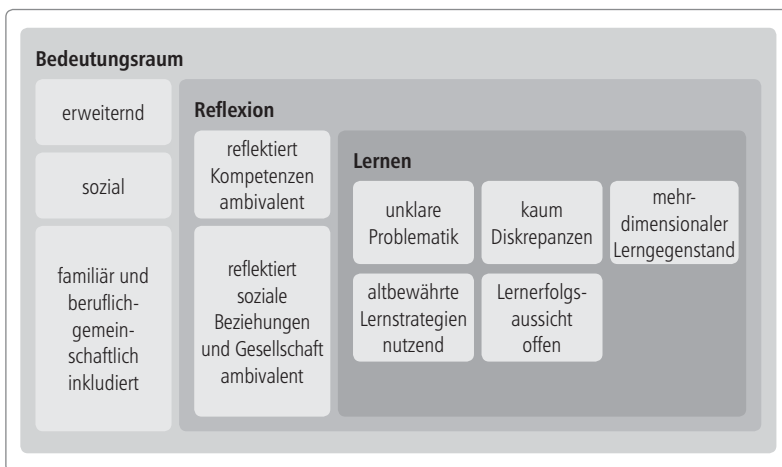 Bedeutungsraum
erweiternd
sozial
familiär und
beruflich-
gemein-
schaftlich
inkludiert
Reflexion
reflektiert
Kompetenzen
ambivalent
reflektiert
soziale
Beziehungen
und Gesellschaft
ambivalent
Lernen
unklare
Problematik
kaum
Diskrepanzen
mehr-
dimensionaler
Lerngegenstand
altbewährte
Lernstrategien
nutzend
Lernerfolgs-
aussicht
offen